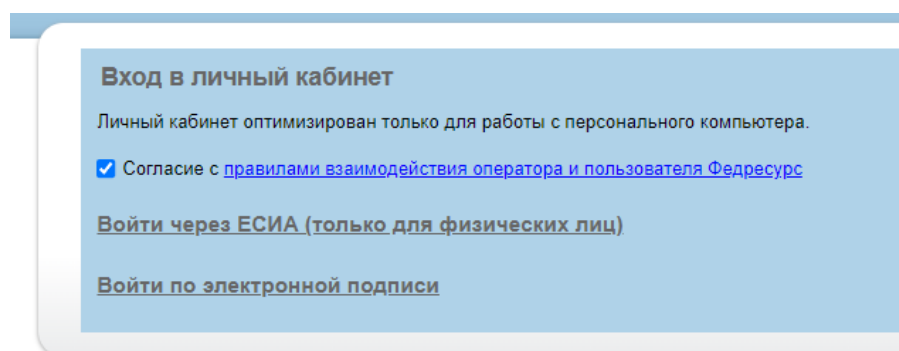 Вход в личный кабинет
Личный кабинет оптимизирован только для работы с персонального компьютера.
Согласие с правилами взаимодействия оператора и пользователя Федресурс
Войти через ЕСИА (только для физических лиц)
Войти по электронной подписи